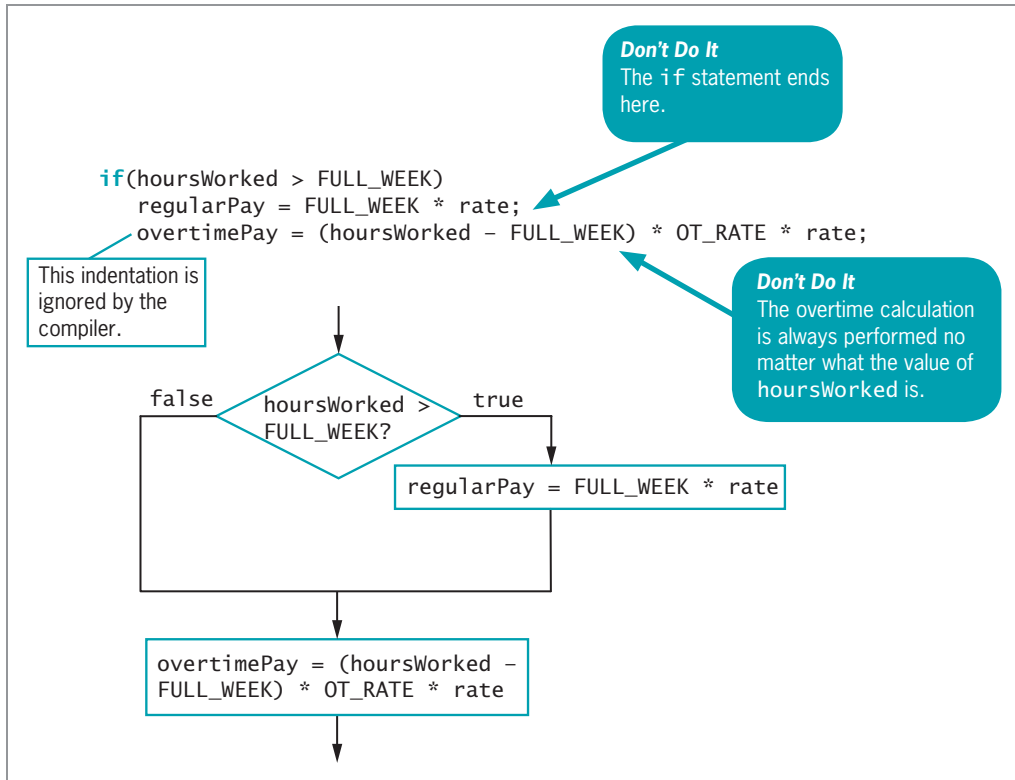 Don't Do It
The if statement ends
here.
if(hoursWorked > FULL_WEEK)
regularPay = FULL_WEEK * rate;
overtimePay = (hoursWorked – FULL_WEEK) * OT_RATE * rate;
This indentation is
ignored by the
compiler.
Don't Do It
The overtime calculation
is always performed no
matter what the value of
hoursWorked is.
false
hoursWorked >
FULL_WEEK?
true
regularPay = FULL_WEEK * rate
overtimePay = (hoursWorked –
FULL_WEEK) * OT_RATE * rate